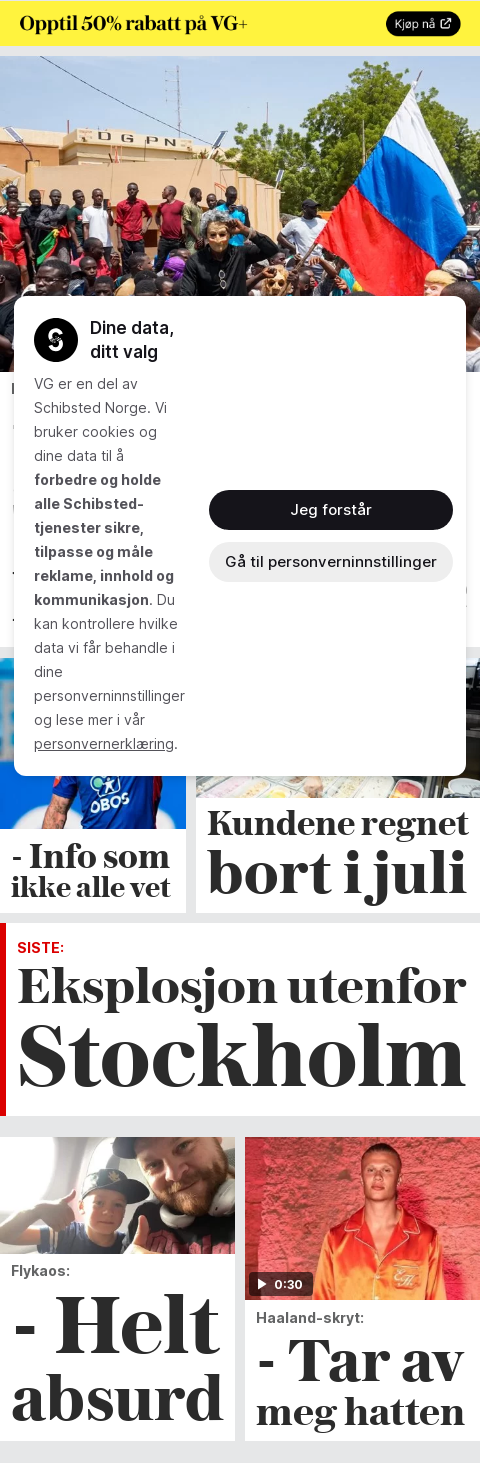 Opptil 50% rabatt på VG+
Kjøp nå
DGPN
Dine data,
ditt valg
VG er en del av
Schibsted Norge. Vi
bruker cookies og
dine data til å
forbedre og holde
alle Schibsted-
tjenester sikre,
tilpasse og måle
reklame, innhold og
kommunikasjon. Du
kan kontrollere hvilke
data vi får behandle i
dine
personverninnstillinger
og lese mer i vår
personvernerklæring.
Jeg forstår
Gå til personverninnstillinger
OBOS
- Info som
ikke alle vet
Kundene regnet
bort i juli
SISTE:
Eksplosjon utenfor
Stockholm
Flykaos:
- Helt
absurd
0:30
Haaland-skryt:
- Tar av
meg hatten